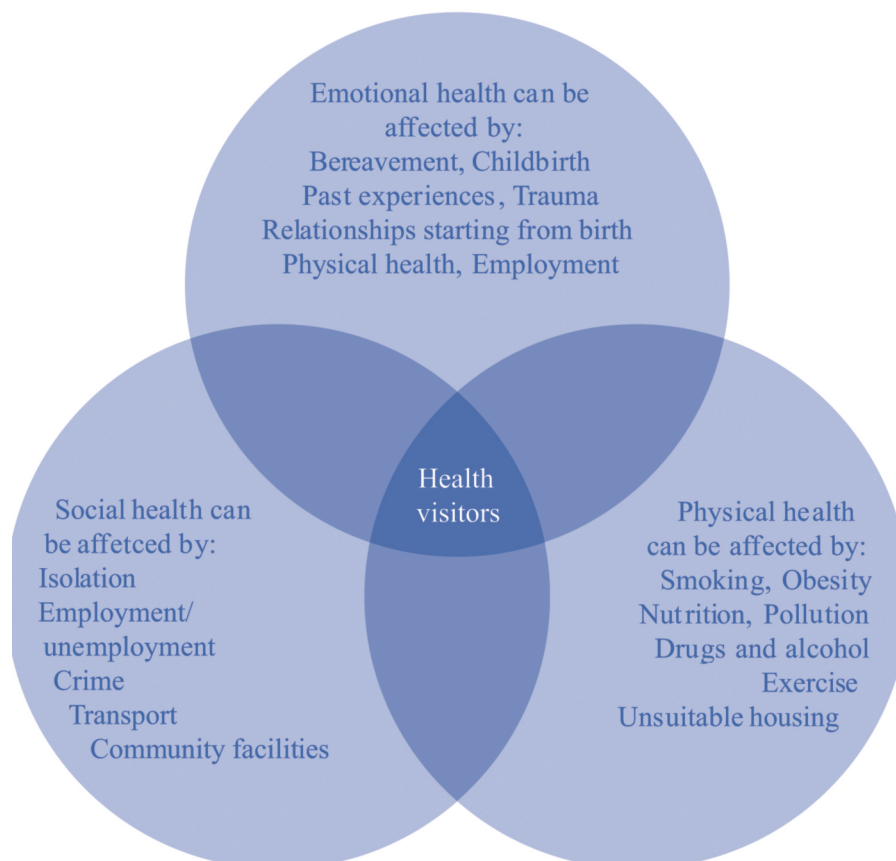 Emotional health can be
affected by:
Bereavement, Childbirth
Past experiences, Trauma
Relationships starting from birth
Physical health, Employment
Health
visitors
Social health can
be affetced by:
Isolation
Employment/
unemployment
Crime
Transport
Community facilities
Physical health
can be affected by:
Smoking, Obesity
Nutrition, Pollution
Drugs and alcohol
Exercise
Unsuitable housing